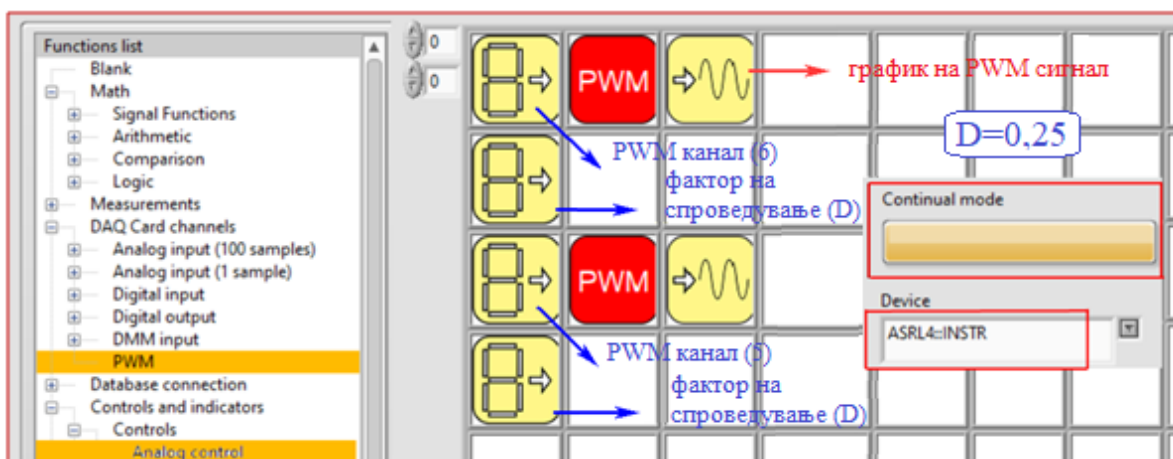 Functions list
Blank
Math
Signal Functions
Arithmetic
Comparison
Logic
Measurements
DAQ Card channels
Analog input (100 samples)
Analog input (1 sample)
Digital input
Digital output
DMM input
PWM
Database connection
Controls and indicators
Controls
Analog control
0
0
PWM
график на PWM сигнал
PWM канал (6)
фактор на
спроведување (D)
D=0,25
PWM
PWM канал (5)
фактор на
спроведување (D)
Continual mode
Device
ASRL4::INSTR